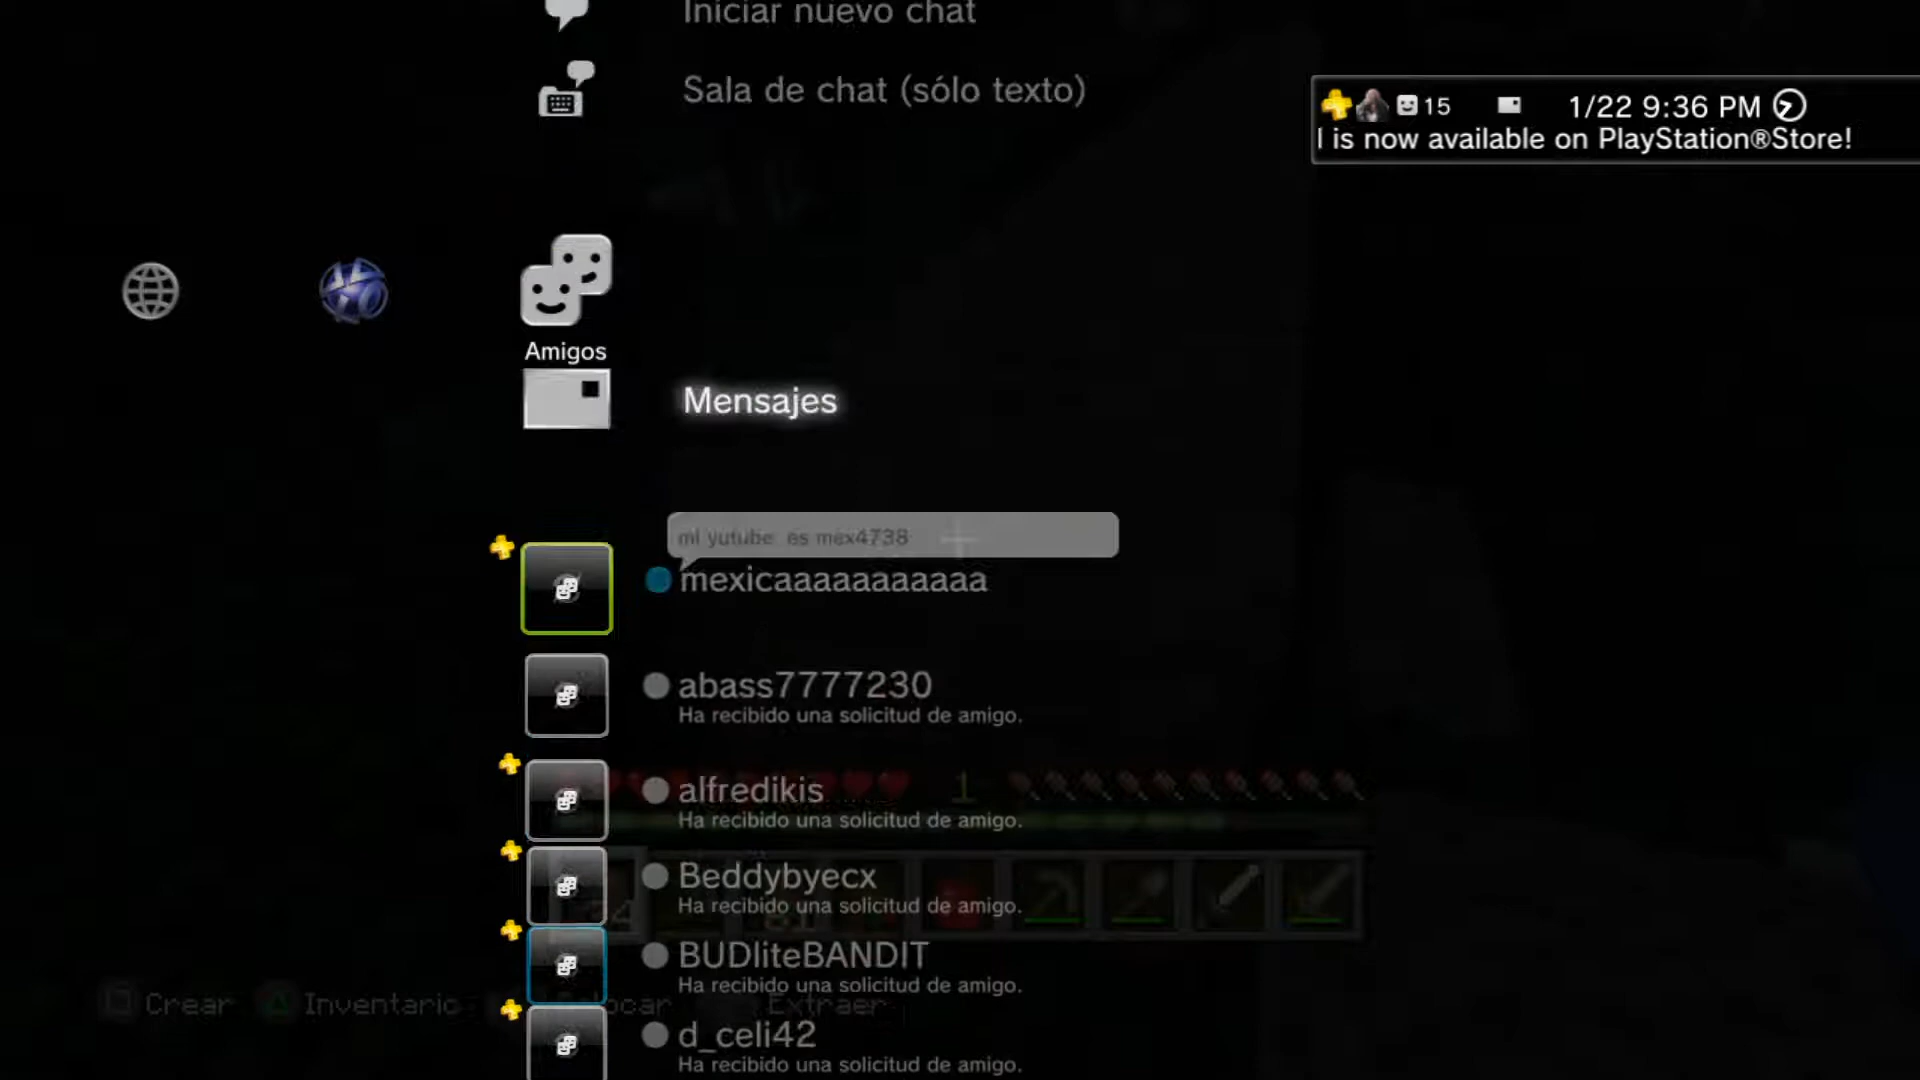 Iniciar nuevo chat
Sala de chat (sólo texto)
15 1/22 9:36 PM
is now available on PlayStation®Store!
Amigos
Mensajes
mi yutube es mex4738
mexicaaaaaaaaaaa
abass7777230
Ha recibido una solicitud de amigo.
alfredikis
Ha recibido una solicitud de amigo.
1
Beddybyecx
Ha recibido una solicitud de amigo.
BUDliteBANDIT
Ha recibido una solicitud de amigo.
Crear Inventario Colocar Extraer
d_celi42
Ha recibido una solicitud de amigo.